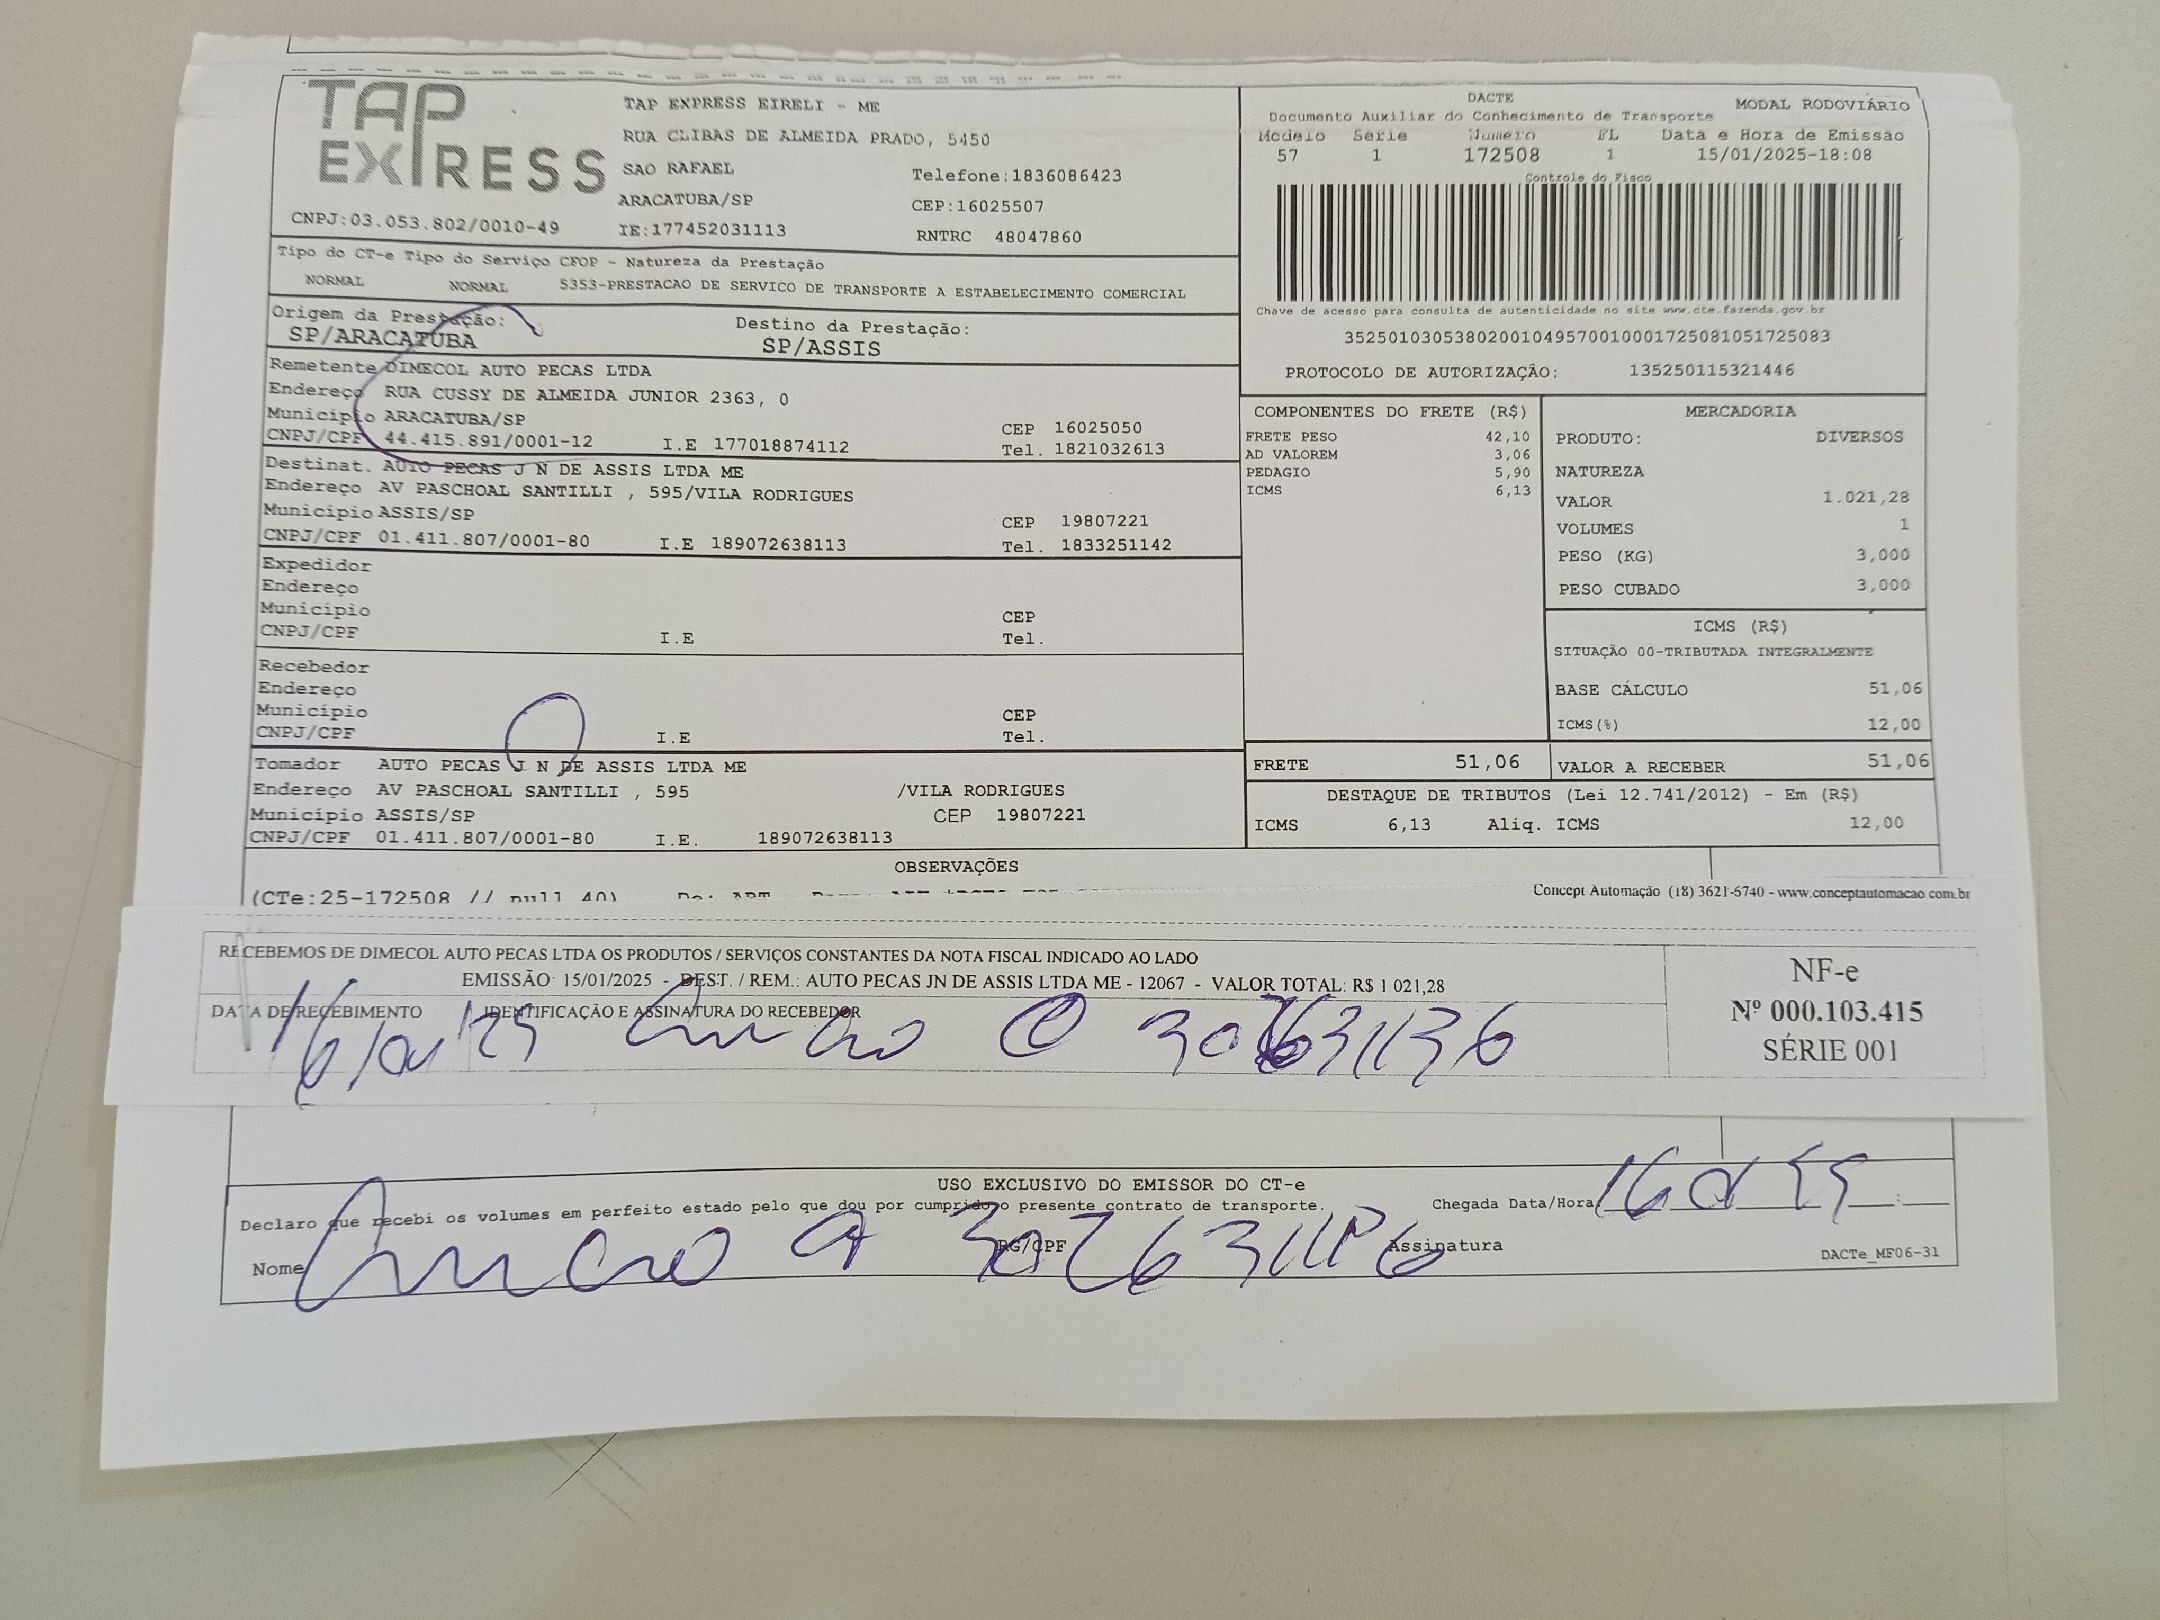 TAP EXPRESS
TAP EXPRESS EIRELI - ME
RUA CLIBAS DE ALMEIDA PRADO, 5450
SAO RAFAEL Telefone:1836086423
ARACATUBA/SP CEP:16025507
CNPJ:03.053.802/0010-49 IE:177452031113 RNTRC 48047860
DACTE MODAL RODOVIÁRIO
Documento Auxiliar do Conhecimento de Transporte
Modelo Serie Numero FL Data e Hora de Emissão
57 1 172508 1 15/01/2025-18:08
Controle do Fisco
Chave de acesso para consulta de autenticidade no site www.cte.fazenda.gov.br
35250103053802001049570010001725081051725083
PROTOCOLO DE AUTORIZAÇÃO: 135250115321446
Tipo do CT-e Tipo do Serviço CFOP - Natureza da Prestação
NORMAL NORMAL 5353-PRESTACAO DE SERVICO DE TRANSPORTE A ESTABELECIMENTO COMERCIAL
Origem da Prestação: Destino da Prestação:
SP/ARACATUBA SP/ASSIS
Remetente DIMECOL AUTO PECAS LTDA
Endereço RUA CUSSY DE ALMEIDA JUNIOR 2363, 0
Município ARACATUBA/SP CEP 16025050
CNPJ/CPF 44.415.891/0001-12 I.E 177018874112 Tel. 1821032613
Destinat. AUTO PECAS J N DE ASSIS LTDA ME
Endereço AV PASCHOAL SANTILLI , 595/VILA RODRIGUES
Município ASSIS/SP CEP 19807221
CNPJ/CPF 01.411.807/0001-80 I.E 189072638113 Tel. 1833251142
Expedidor
Endereço
Município CEP
CNPJ/CPF I.E Tel.
Recebedor
Endereço
Município CEP
CNPJ/CPF I.E Tel.
Tomador AUTO PECAS J N DE ASSIS LTDA ME
Endereço AV PASCHOAL SANTILLI , 595 /VILA RODRIGUES
Município ASSIS/SP CEP 19807221
CNPJ/CPF 01.411.807/0001-80 I.E. 189072638113
COMPONENTES DO FRETE (R$)
FRETE PESO 42,10
AD VALOREM 3,06
PEDAGIO 5,90
ICMS 6,13
MERCADORIA
PRODUTO: DIVERSOS
NATUREZA
VALOR 1.021,28
VOLUMES 1
PESO (KG) 3,000
PESO CUBADO 3,000
ICMS (R$)
SITUAÇÃO 00-TRIBUTADA INTEGRALMENTE
BASE CÁLCULO 51,06
ICMS(%) 12,00
FRETE 51,06 VALOR A RECEBER 51,06
DESTAQUE DE TRIBUTOS (Lei 12.741/2012) - Em (R$)
ICMS 6,13 Aliq. ICMS 12,00
OBSERVAÇÕES
(CTe:25-172508 // null 40)
Concept Automação (18) 3621-6740 - www.conceptautomacao.com.br
RECEBEMOS DE DIMECOL AUTO PECAS LTDA OS PRODUTOS / SERVIÇOS CONSTANTES DA NOTA FISCAL INDICADO AO LADO
EMISSÃO: 15/01/2025 - DEST. / REM.: AUTO PECAS JN DE ASSIS LTDA ME - 12067 - VALOR TOTAL: R$ 1 021,28
DATA DE RECEBIMENTO IDENTIFICAÇÃO E ASSINATURA DO RECEBEDOR
16/01/25
NF-e
Nº 000.103.415
SÉRIE 001
USO EXCLUSIVO DO EMISSOR DO CT-e
Declaro que recebi os volumes em perfeito estado pelo que dou por cumprido o presente contrato de transporte. Chegada Data/Hora
Nome RG/CPF Assinatura DACTe_MF06-31